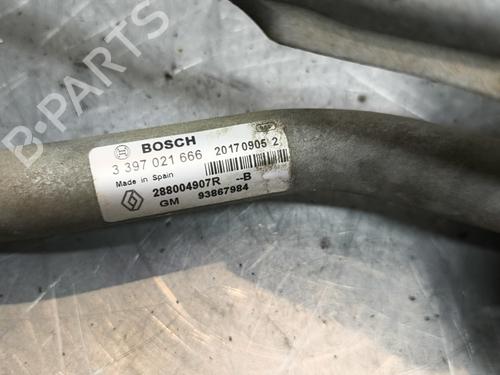 B-PARTS
BOSCH
3 397 021 666 20170905 2
Made in Spain
288004907R --B
GM 93867984